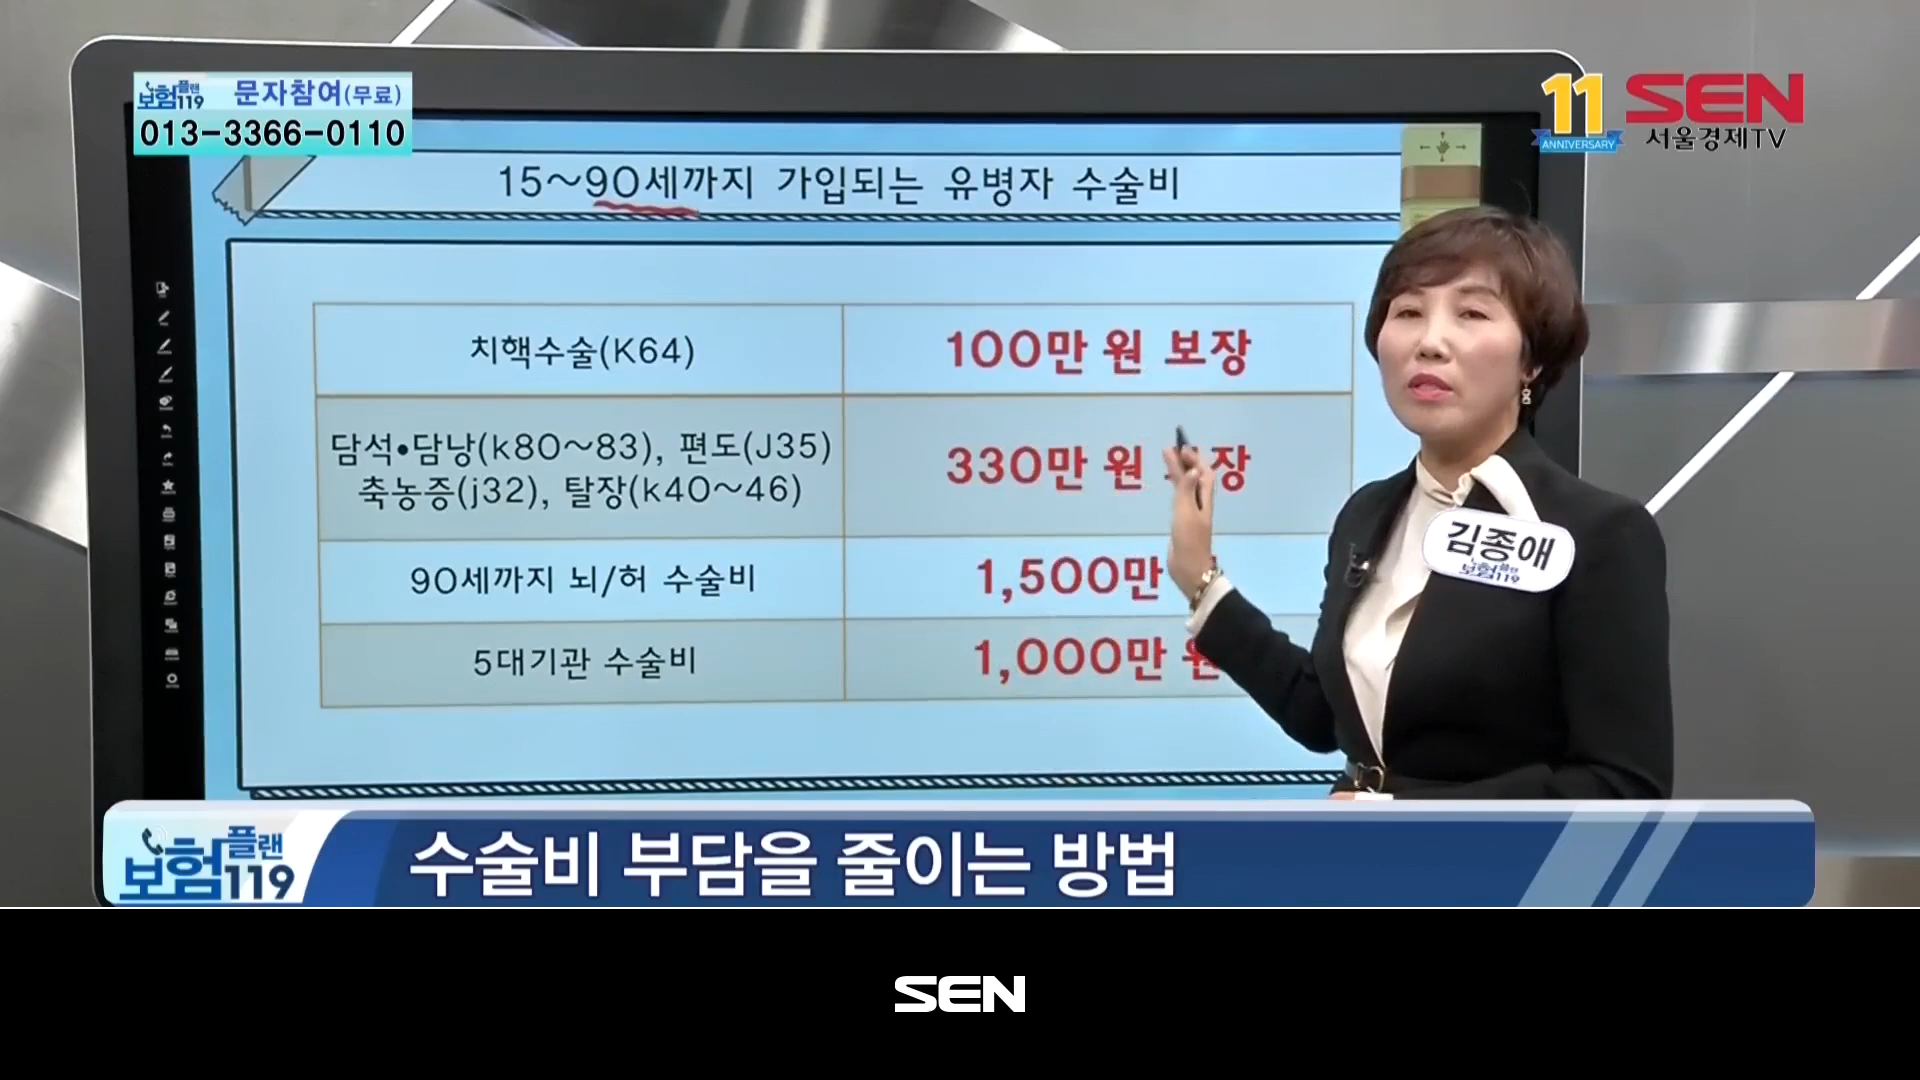 보험플랜119 문자참여(무료)
013-3366-0110
11 SEN
ANNIVERSARY 서울경제TV
15~90세까지 가입되는 유병자 수술비
치핵수술(K64) 100만 원 보장
담석•담낭(k80~83), 편도(J35)
축농증(j32), 탈장(k40~46)
330만 원 장
90세까지 뇌/허 수술비 1,500만
5대기관 수술비 1,000만 원
김종애
보험플랜119
보험플랜119 수술비 부담을 줄이는 방법
SEN